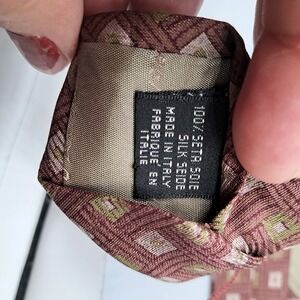 100% SETA SOIE
SILK SEIDE
MADE IN ITALY
FABRIQUE EN
ITALIE